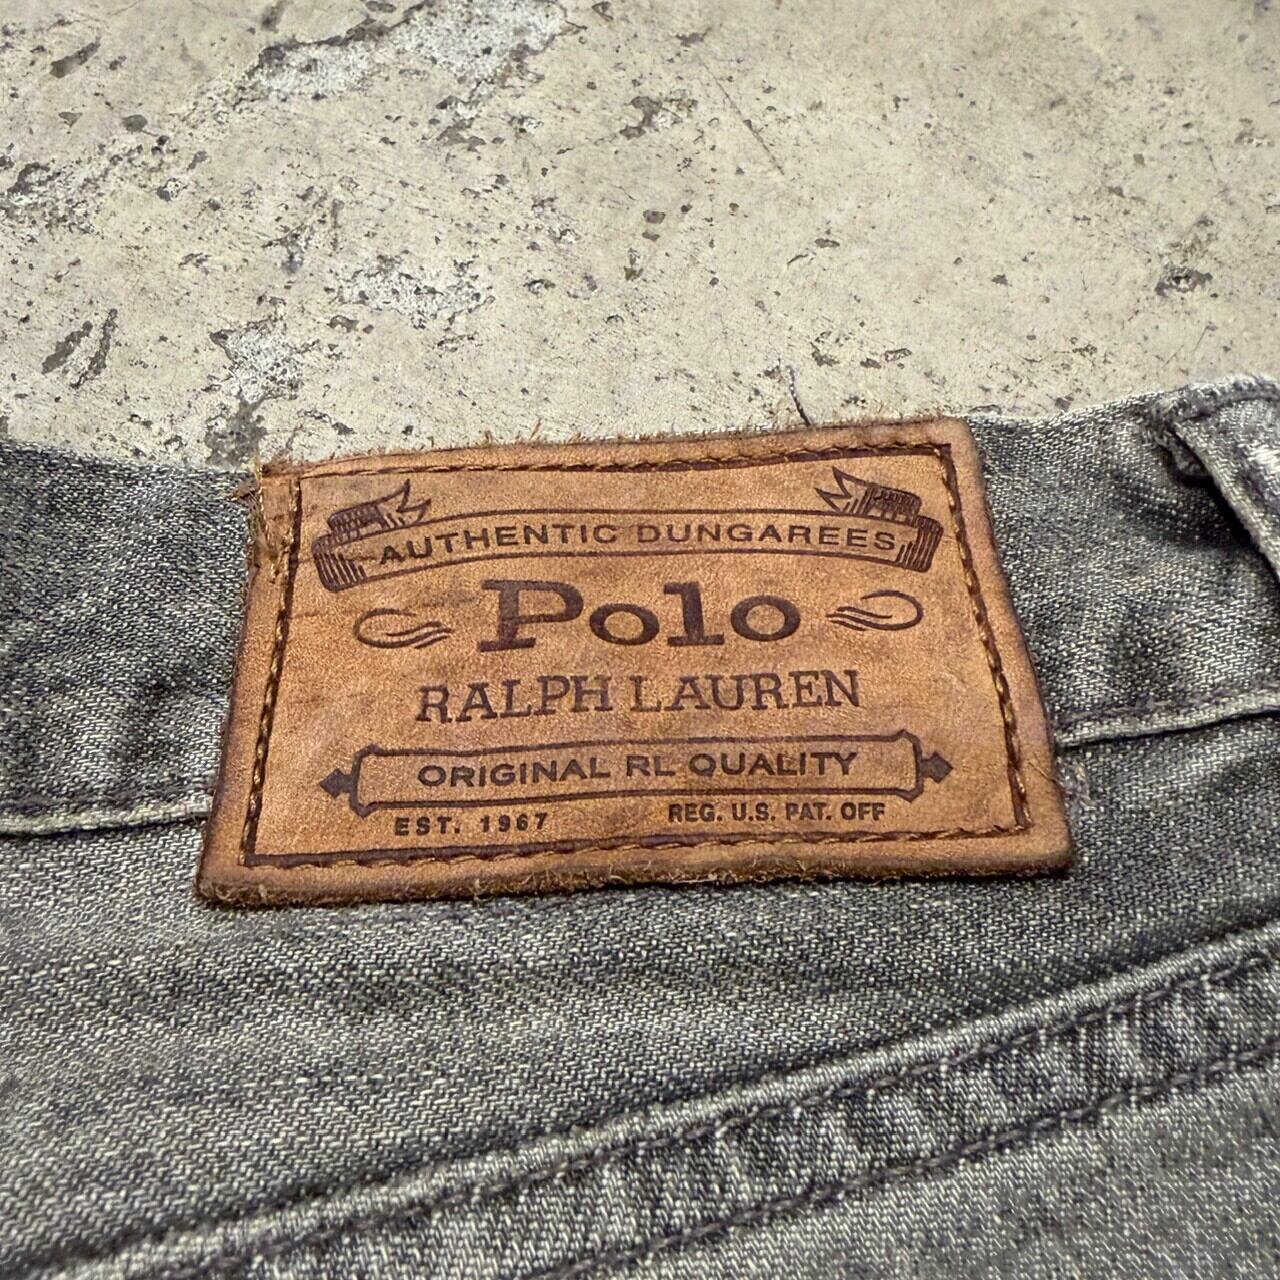 AUTHENTIC DUNGAREES
Polo
RALPH LAUREN
ORIGINAL RL QUALITY
EST. 1967 REG. U.S. PAT. OFF